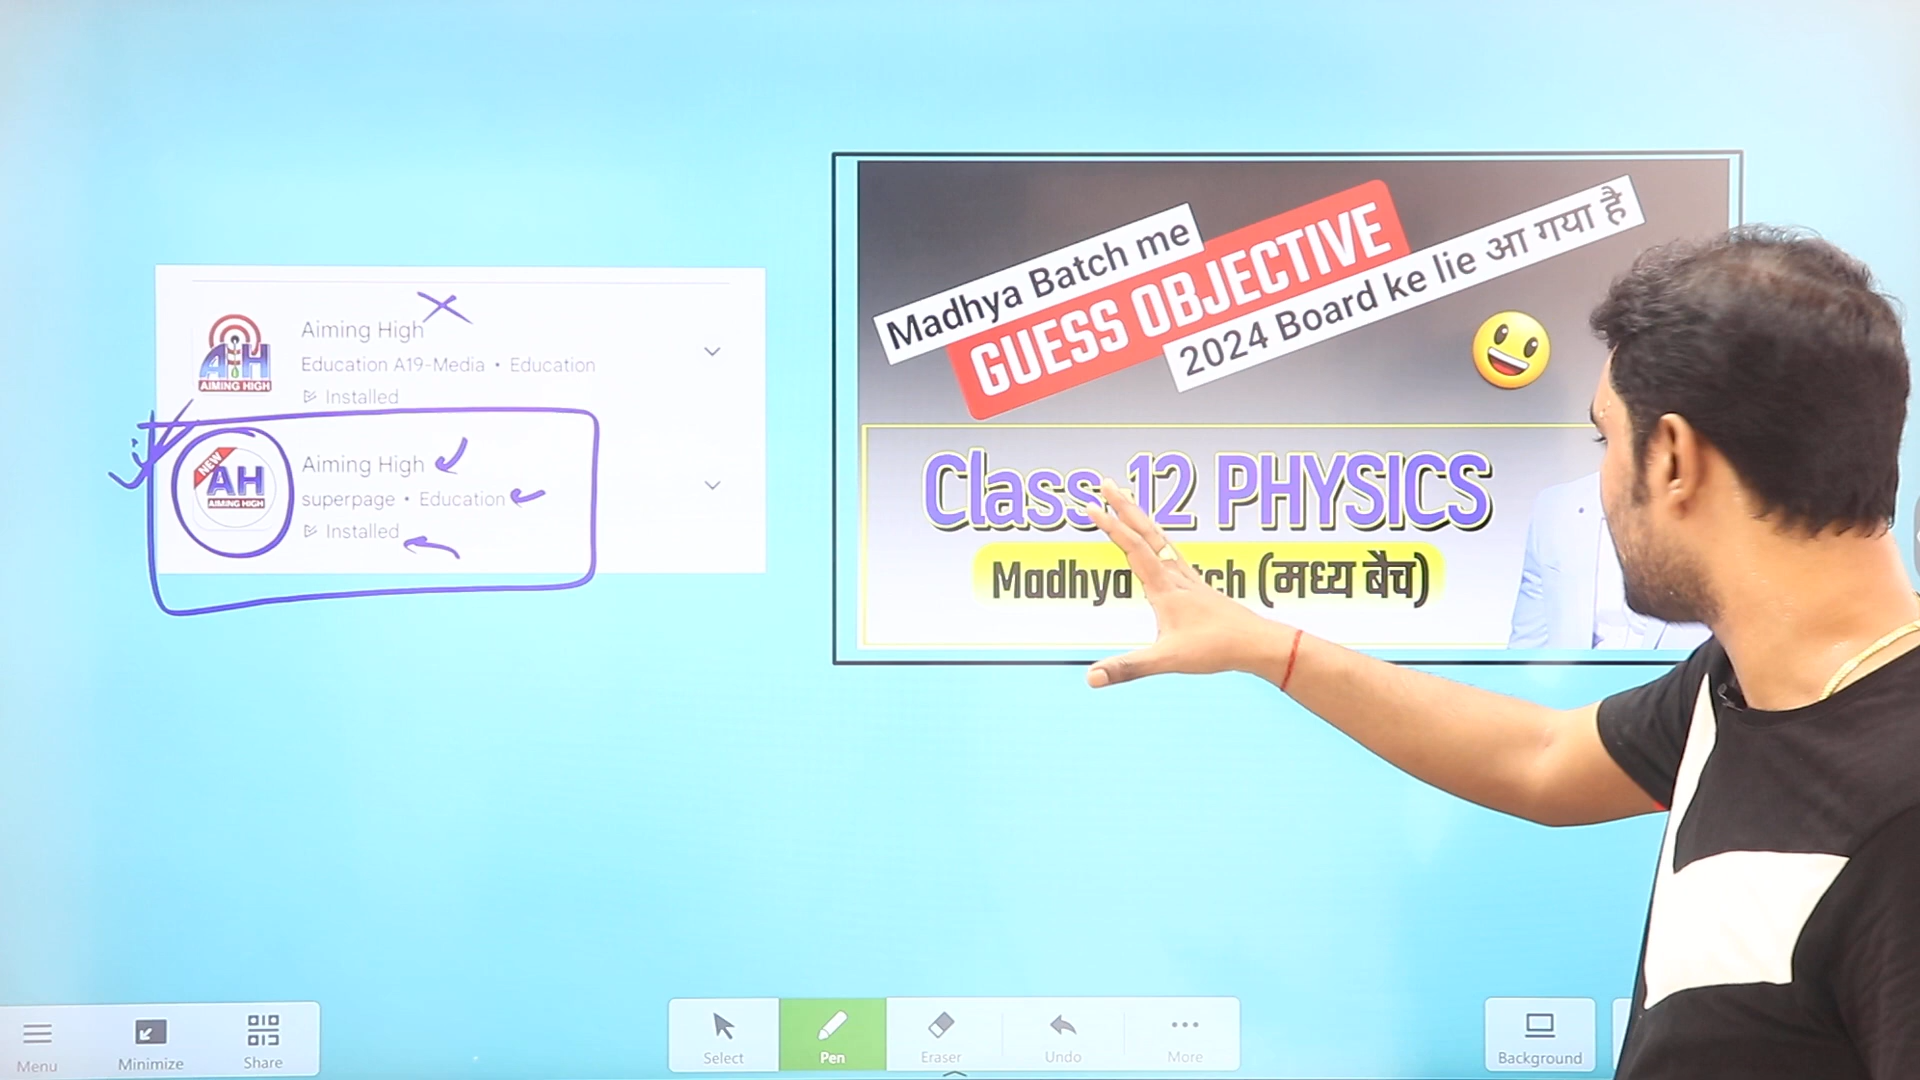 Aiming High
Education A19-Media • Education
Installed
AH
AIMING HIGH
NEW
AH
AIMING HIGH
Aiming High
superpage • Education
Installed
Madhya Batch me
GUESS OBJECTIVE
2024 Board ke lie आ गया है
Class 12 PHYSICS
Madhya tch (मध्य बैच)
Menu
Minimize
Share
Select
Pen
Eraser
Undo
More
Background